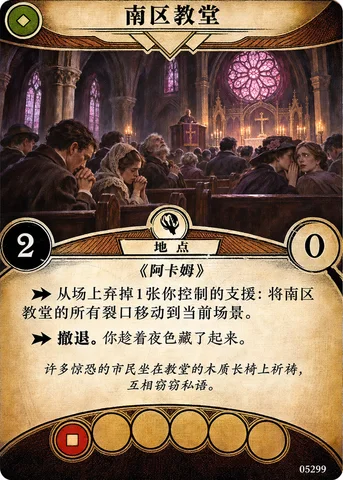 南区教堂
2
地点
0
《阿卡姆》
从场上弃掉1张你控制的支援：将南区
教堂的所有裂口移动到当前场景。
撤退。你趁着夜色藏了起来。
许多惊恐的市民坐在教堂的木质长椅上祈祷，
互相窃窃私语。
05299